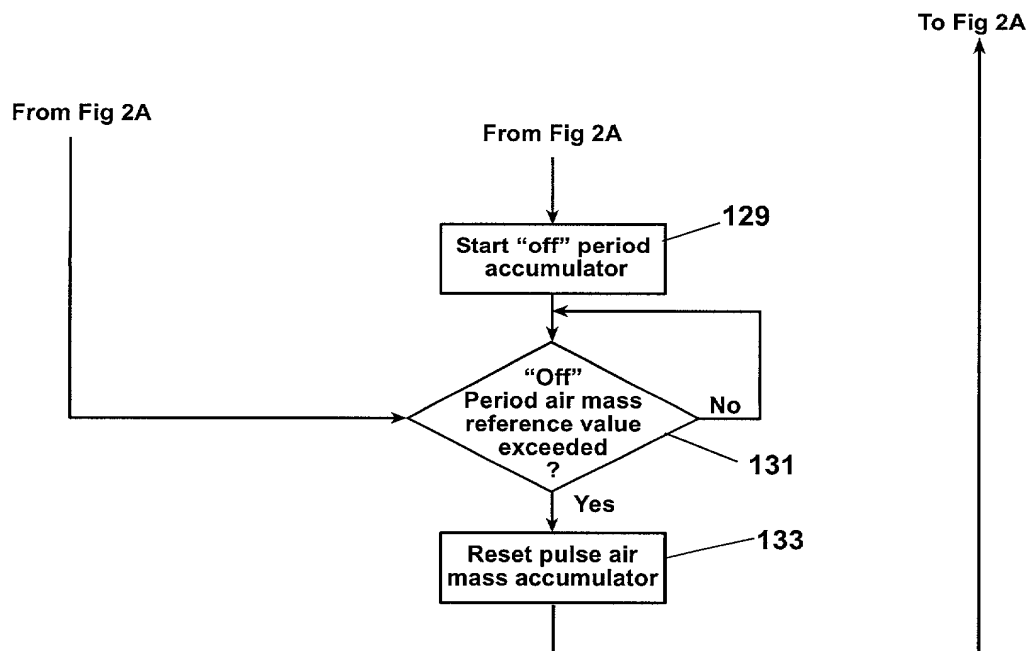 To Fig 2A
From Fig 2A
From Fig 2A
129
Start “off” period
accumulator
“Off”
Period air mass
reference value
exceeded
?
No
131
Yes
133
Reset pulse air
mass accumulator